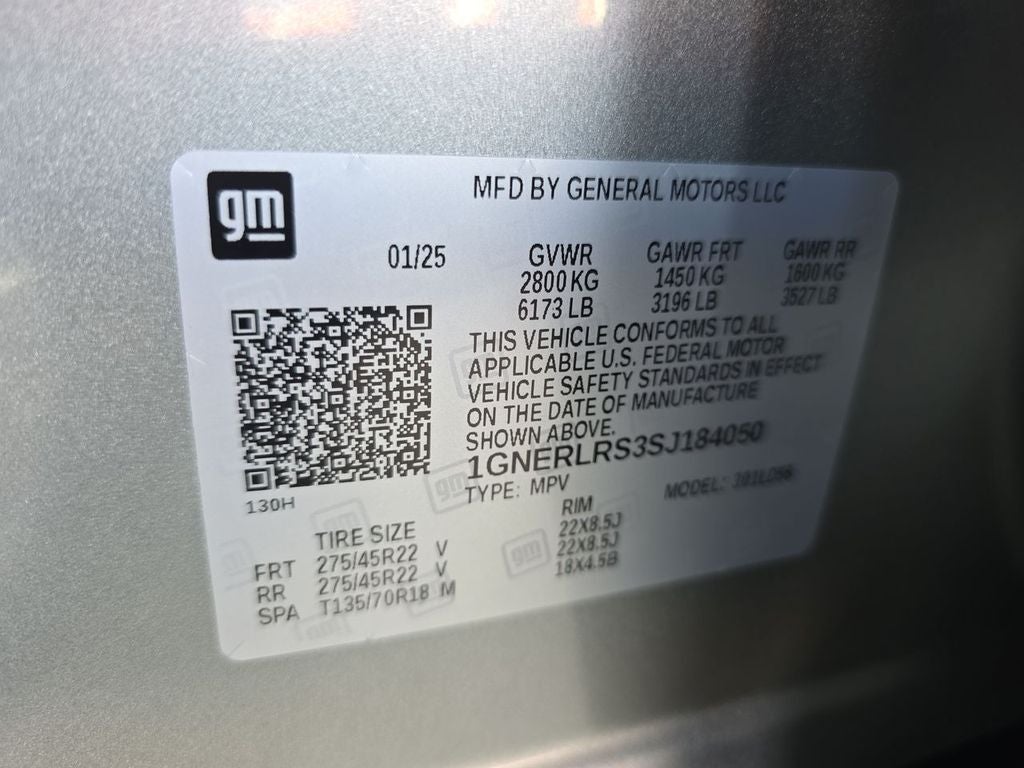 gm
MFD BY GENERAL MOTORS LLC
01/25 GVWR GAWR FRT GAWR RR
2800 KG 1450 KG 1600 KG
6173 LB 3196 LB 3527 LB
THIS VEHICLE CONFORMS TO ALL
APPLICABLE U.S. FEDERAL MOTOR
VEHICLE SAFETY STANDARDS IN EFFECT
ON THE DATE OF MANUFACTURE
SHOWN ABOVE.
1GNERLRS3SJ184050
130H
TYPE: MPV MODEL:
TIRE SIZE RIM
FRT 275/45R22 V 22X8.5J
RR 275/45R22 V 22X8.5J
SPA T135/70R18 M 18X4.5B
gm
gm